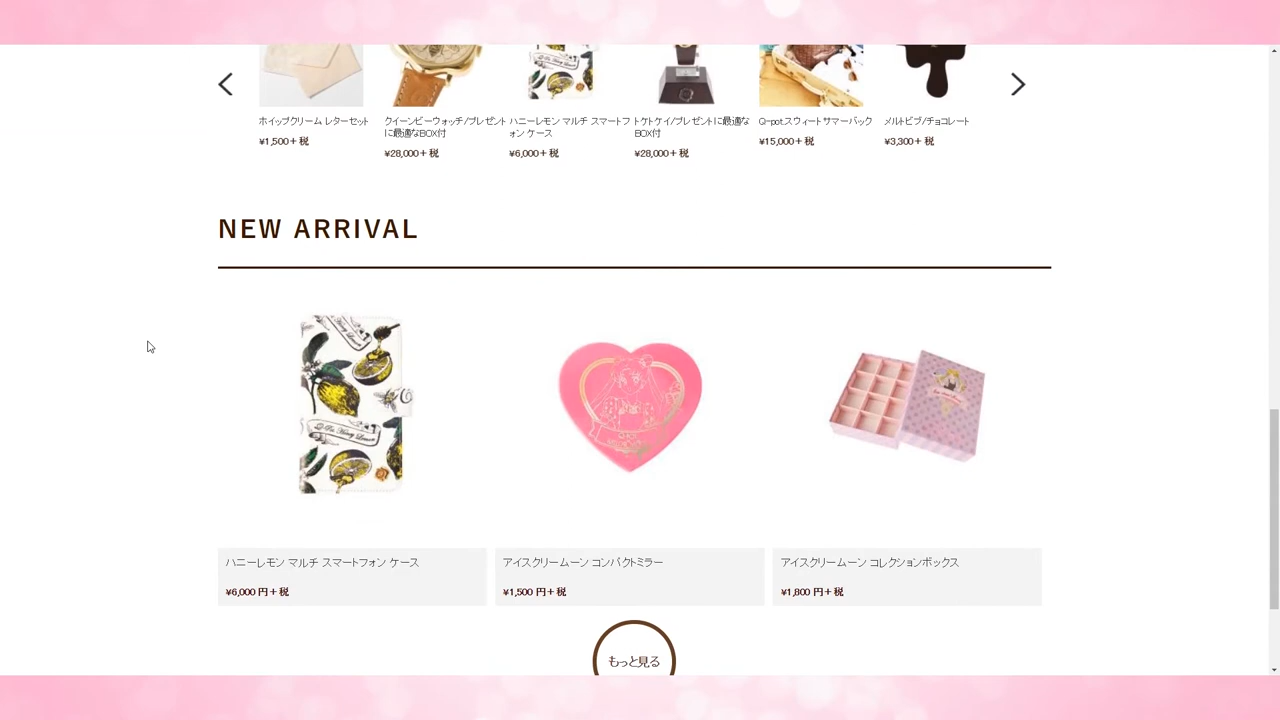 ホイップクリーム レターセット
¥1,500＋税
クイーンビーウォッチ/プレゼント
に最適なBOX付
¥28,000＋税
ハニーレモン マルチ スマートフ
ォン ケース
¥6,000＋税
トケトケイ/プレゼントに最適な
BOX付
¥28,000＋税
Q-pot.スウィートサマーバック
¥15,000＋税
メルトビブ/チョコレート
¥3,300＋税
NEW ARRIVAL
ハニーレモン マルチ スマートフォン ケース
¥6,000 円＋税
アイスクリームーン コンパクトミラー
¥1,500 円＋税
アイスクリームーン コレクションボックス
¥1,800 円＋税
もっと見る